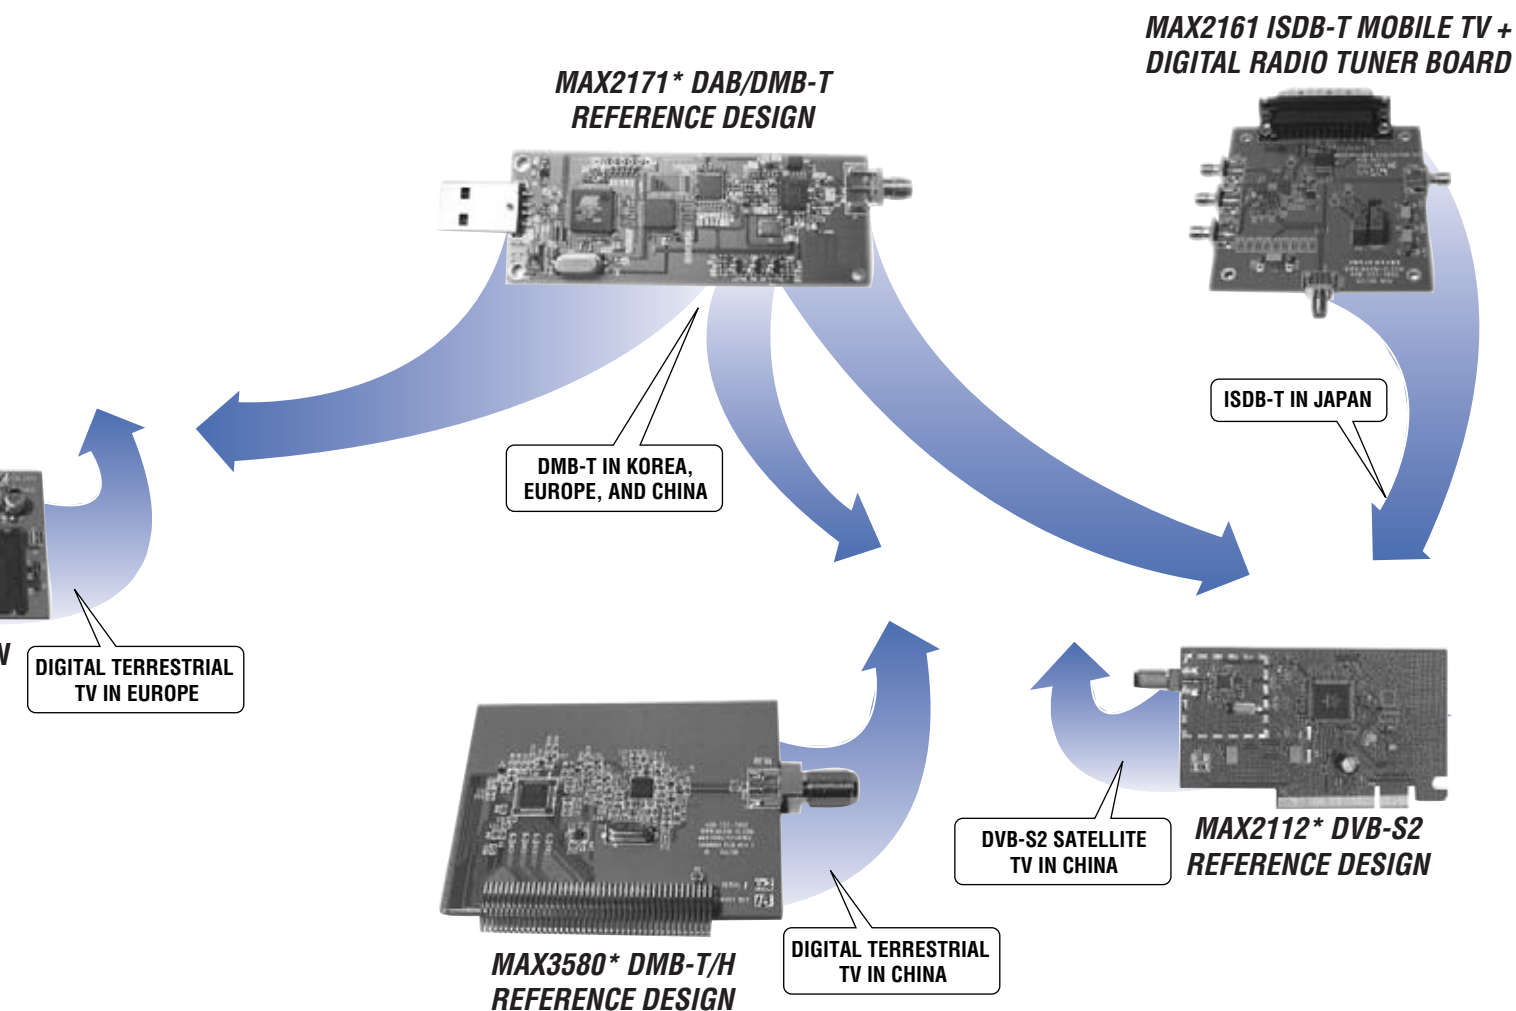 MAX2161 ISDB-T MOBILE TV +
DIGITAL RADIO TUNER BOARD
MAX2171* DAB/DMB-T
REFERENCE DESIGN
ISDB-T IN JAPAN
DMB-T IN KOREA,
EUROPE, AND CHINA
DIGITAL TERRESTRIAL
TV IN EUROPE
DVB-S2 SATELLITE
TV IN CHINA
MAX2112* DVB-S2
REFERENCE DESIGN
DIGITAL TERRESTRIAL
TV IN CHINA
MAX3580* DMB-T/H
REFERENCE DESIGN